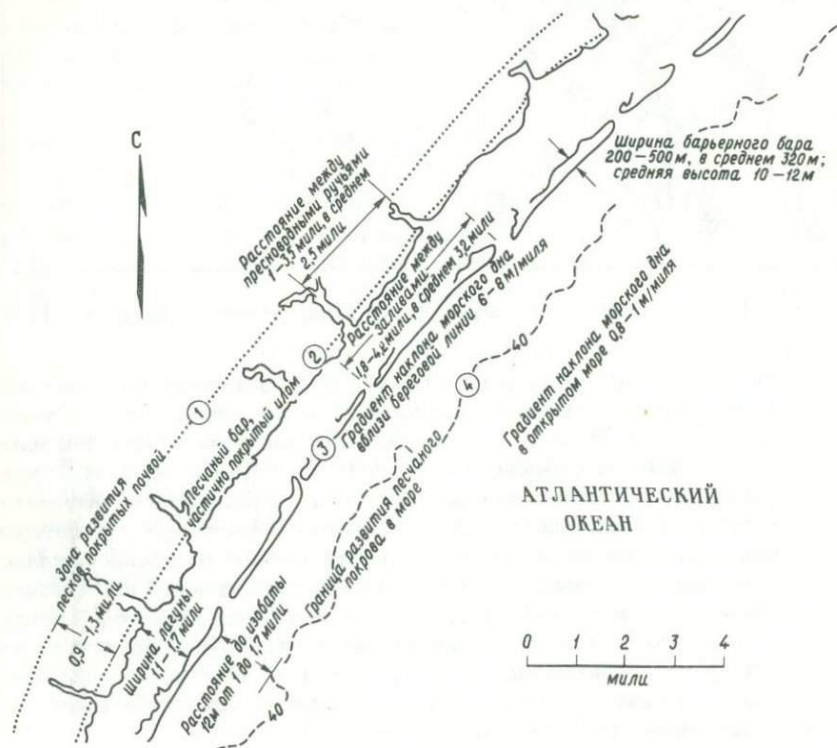 С
Ширина барьерного бара
200–500 м, в среднем 320 м;
средняя высота 10–12 м
Расстояние между
пресноводными ручьями
1–3,5 мили, в среднем
2,5 мили
Расстояние между
заливами
1,8–4,2 мили, в среднем 3,2 мили
Градиент наклона морского дна
вблизи береговой линии 6–8 м/миля
Градиент наклона морского дна
в открытом море 0,8–1 м/миля
40
1
2
3
4
Песчаный бар,
частично покрытый илом
Зона развития
песков, покрытых почвой
0,9–1,3 мили
Ширина лагуны
1,1–1,7 мили
Расстояние до изобаты
12 м от 1 до 1,7 мили
Граница развития песчаного
покрова в море
40
АТЛАНТИЧЕСКИЙ
ОКЕАН
0 1 2 3 4
мили